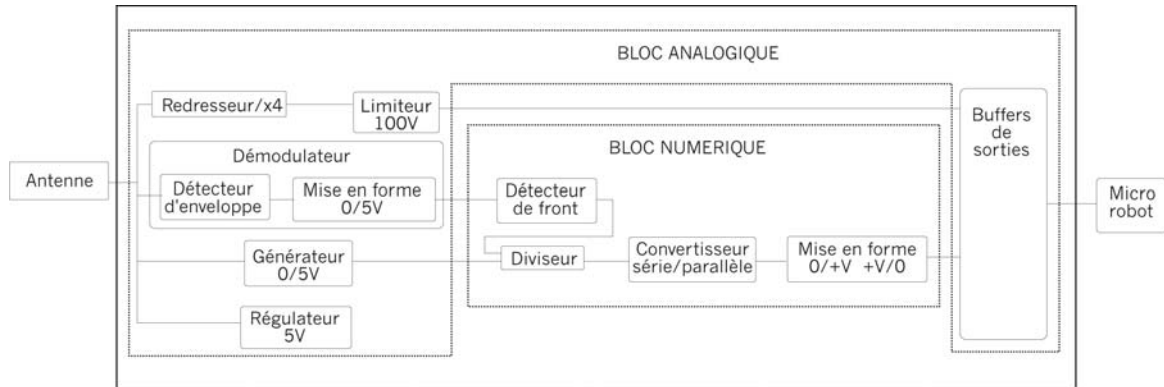 BLOC ANALOGIQUE
Redresseur/x4
Limiteur
100V
Buffers
de
sorties
BLOC NUMERIQUE
Démodulateur
Antenne
Détecteur
d'enveloppe
Mise en forme
0/5V
Détecteur
de front
Micro
robot
Générateur
0/5V
Diviseur
Convertisseur
série/parallèle
Mise en forme
0/+V +V/0
Régulateur
5V